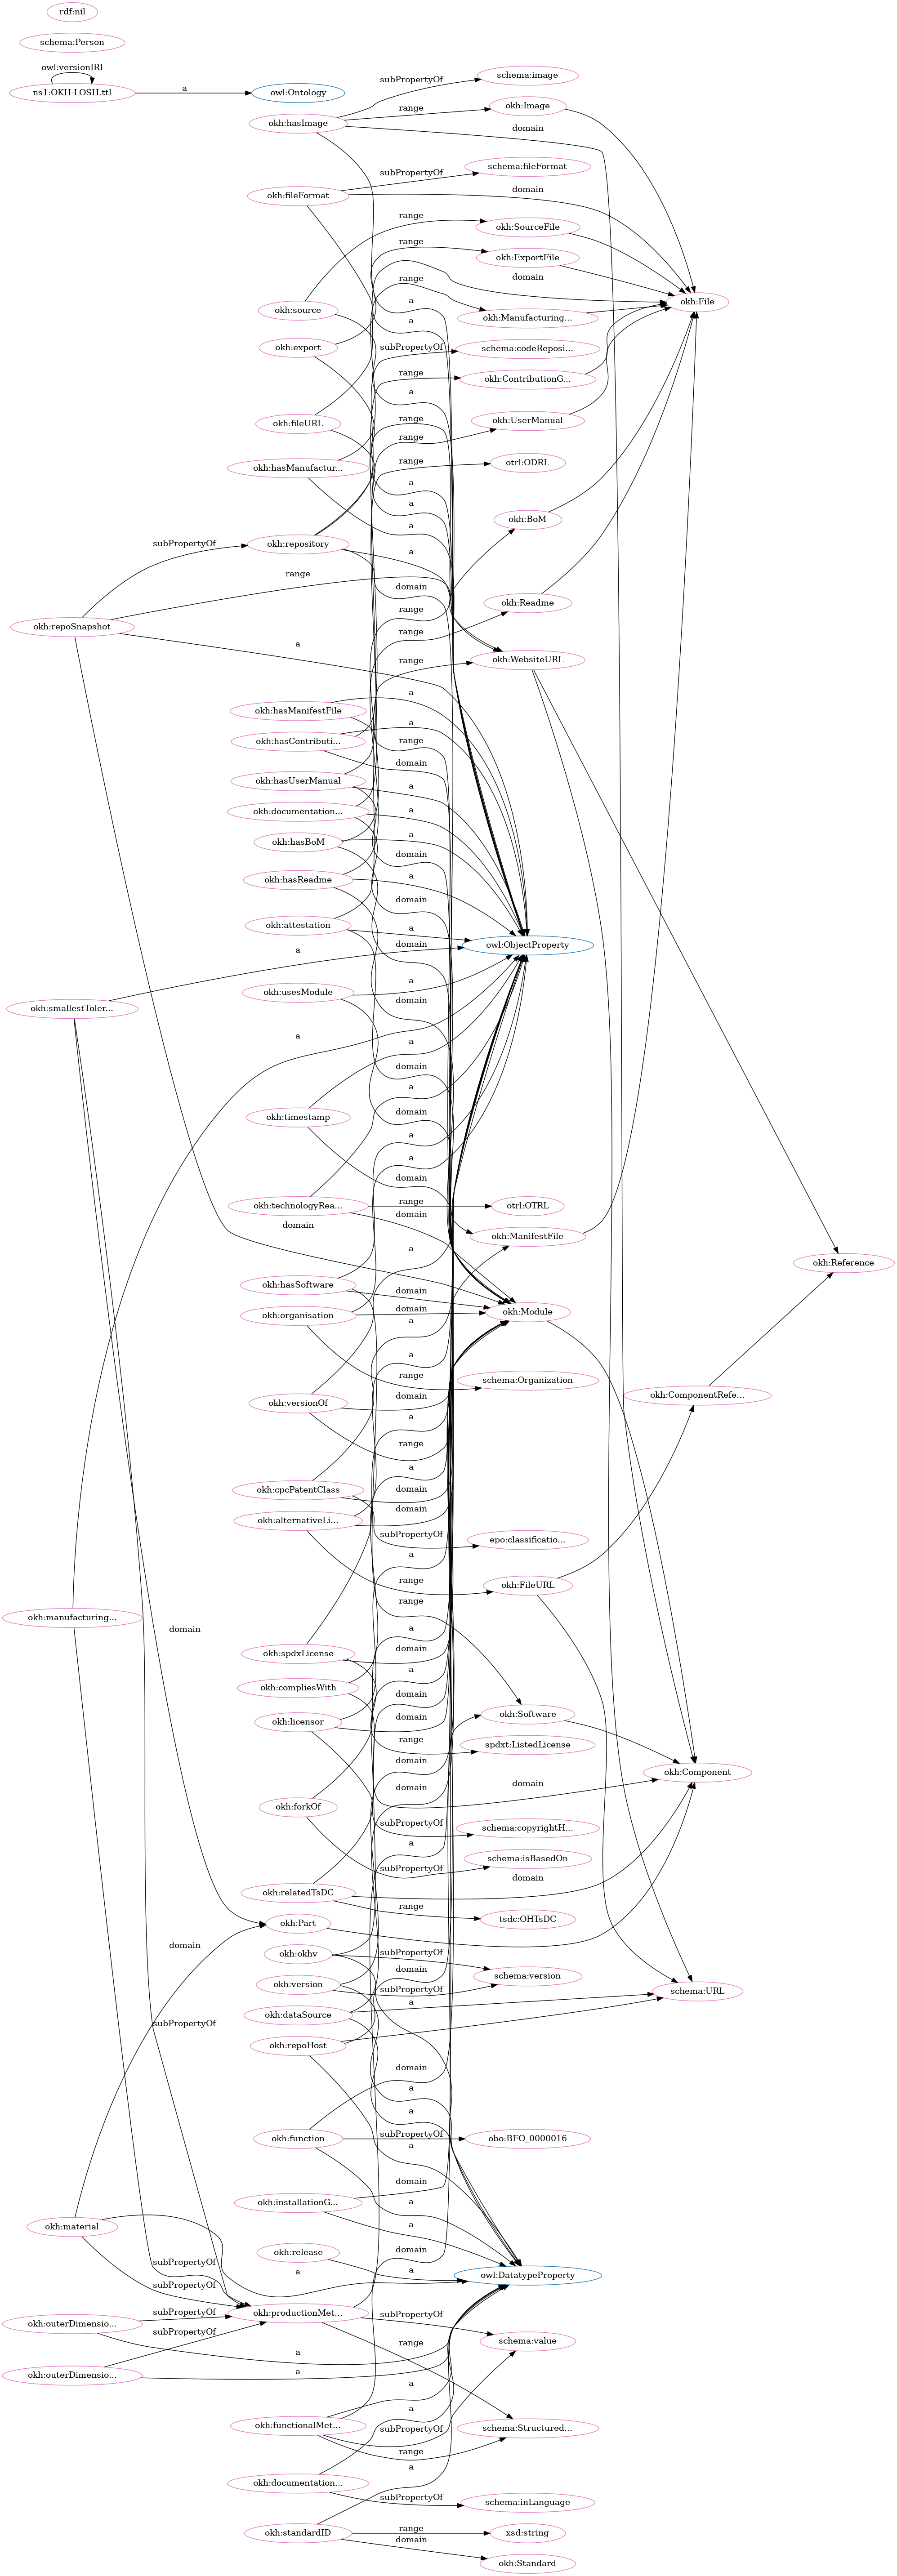 rdf:nil
schema:Person
owl:versionIRI
ns1:OKH-LOSH.ttl
a
owl:Ontology
subPropertyOf
schema:image
okh:hasImage
range
okh:Image
domain
subPropertyOf
schema:fileFormat
okh:fileFormat
domain
range
okh:SourceFile
range
okh:ExportFile
domain
range
a
okh:File
okh:source
okh:Manufacturing...
a
okh:export
subPropertyOf
schema:codeReposi...
range
okh:ContributionG...
a
range
okh:UserManual
okh:fileURL
range
range
otrl:ODRL
okh:hasManufactur...
a
a
okh:BoM
a
okh:repository
subPropertyOf
a
range
domain
okh:Readme
range
okh:repoSnapshot
range
a
range
okh:WebsiteURL
a
okh:hasManifestFile
a
okh:hasContributi...
range
domain
okh:hasUserManual
a
okh:documentation...
a
okh:hasBoM
a
domain
okh:hasReadme
a
domain
okh:attestation
a
domain
owl:ObjectProperty
a
okh:usesModule
a
domain
okh:smallestToler...
a
a
domain
okh:timestamp
a
domain
a
domain
okh:technologyRea...
range
otrl:OTRL
domain
domain
okh:ManifestFile
a
okh:Reference
okh:hasSoftware
domain
okh:organisation
domain
okh:Module
a
range
schema:Organization
okh:ComponentRefe...
okh:versionOf
a
domain
a
range
a
okh:cpcPatentClass
domain
okh:alternativeLi...
domain
subPropertyOf
epo:classificatio...
a
range
okh:FileURL
range
okh:manufacturing...
domain
a
okh:spdxLicense
domain
a
okh:compliesWith
domain
okh:licensor
range
okh:Software
spdxt:ListedLicense
domain
okh:Component
domain
domain
okh:forkOf
subPropertyOf
schema:copyrightH...
a
subPropertyOf
schema:isBasedOn
okh:relatedTsDC
domain
range
tsdc:OHTsDC
okh:Part
domain
okh:okhv
subPropertyOf
domain
schema:version
okh:version
subPropertyOf
schema:URL
okh:dataSource
a
subPropertyOf
okh:repoHost
domain
a
a
okh:function
subPropertyOf
obo:BFO_0000016
a
domain
okh:installationG...
a
okh:material
domain
okh:release
a
subPropertyOf
a
owl:DatatypeProperty
subPropertyOf
okh:outerDimensio...
subPropertyOf
okh:productionMet...
subPropertyOf
subPropertyOf
range
schema:value
a
okh:outerDimensio...
a
a
a
okh:functionalMet...
subPropertyOf
schema:Structured...
range
a
okh:documentation...
subPropertyOf
schema:inLanguage
okh:standardID
range
xsd:string
domain
okh:Standard